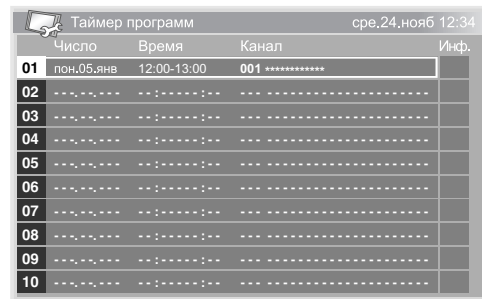 Таймер программ сре.24.нояб 12:34
Число Время Канал Инф.
01 пон.05.янв 12:00-13:00 001 ************
02 ---.--.--- --:-----:-- --- -----------------------
03 ---.--.--- --:-----:-- --- -----------------------
04 ---.--.--- --:-----:-- --- -----------------------
05 ---.--.--- --:-----:-- --- -----------------------
06 ---.--.--- --:-----:-- --- -----------------------
07 ---.--.--- --:-----:-- --- -----------------------
08 ---.--.--- --:-----:-- --- -----------------------
09 ---.--.--- --:-----:-- --- -----------------------
10 ---.--.--- --:-----:-- --- -----------------------